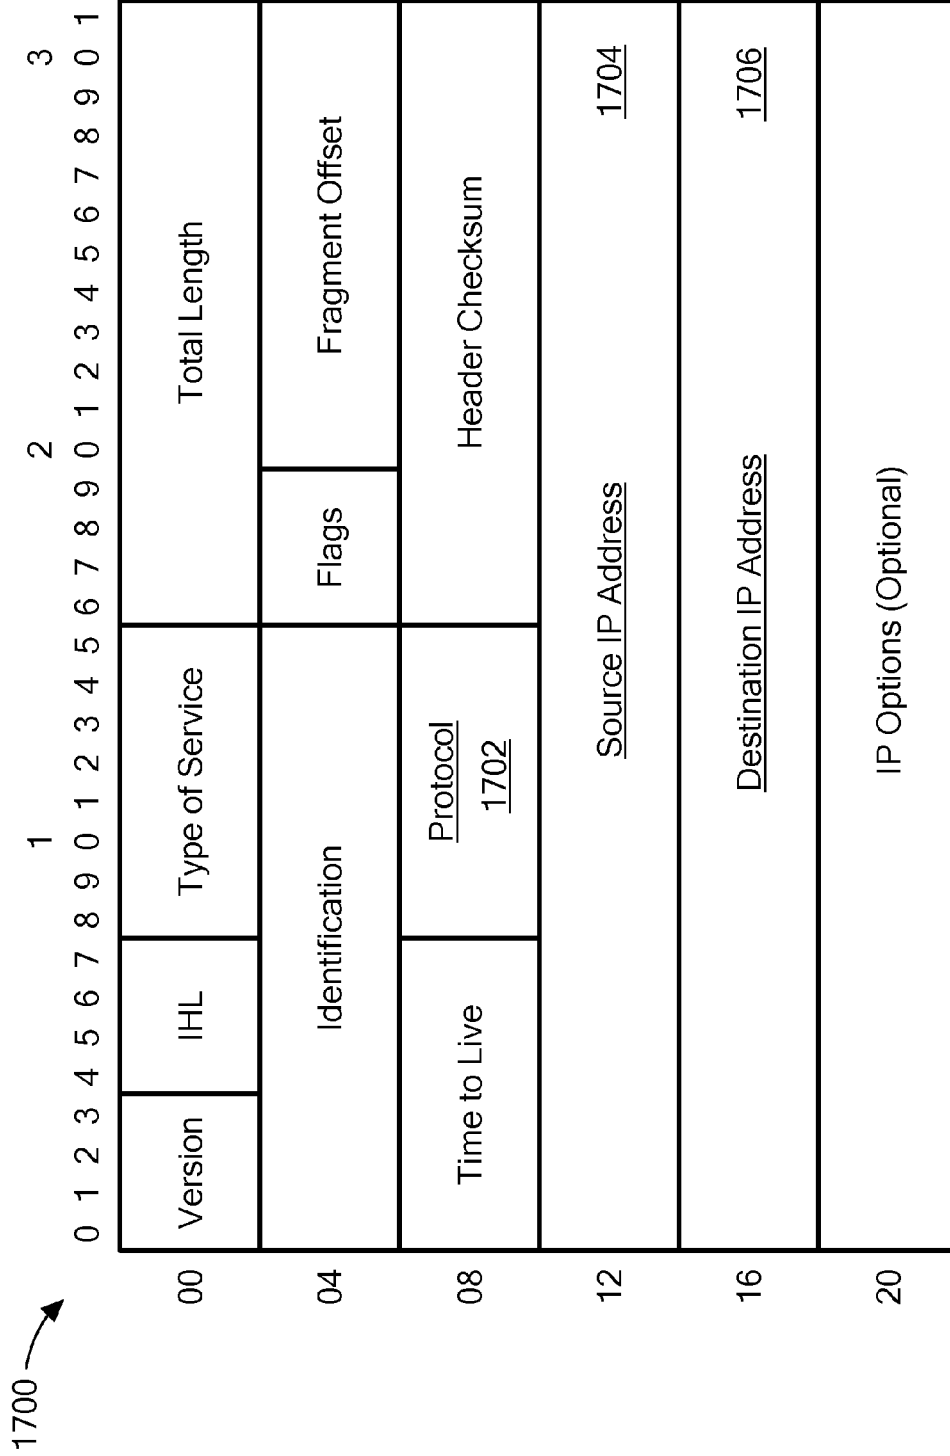 1700
1 2 3
0 1 2 3 4 5 6 7 8 9 0 1 2 3 4 5 6 7 8 9 0 1 2 3 4 5 6 7 8 9 0 1
00 Version IHL Type of Service Total Length
04 Identification Flags Fragment Offset
08 Time to Live Protocol 1702 Header Checksum
12 Source IP Address 1704
16 Destination IP Address 1706
20 IP Options (Optional)